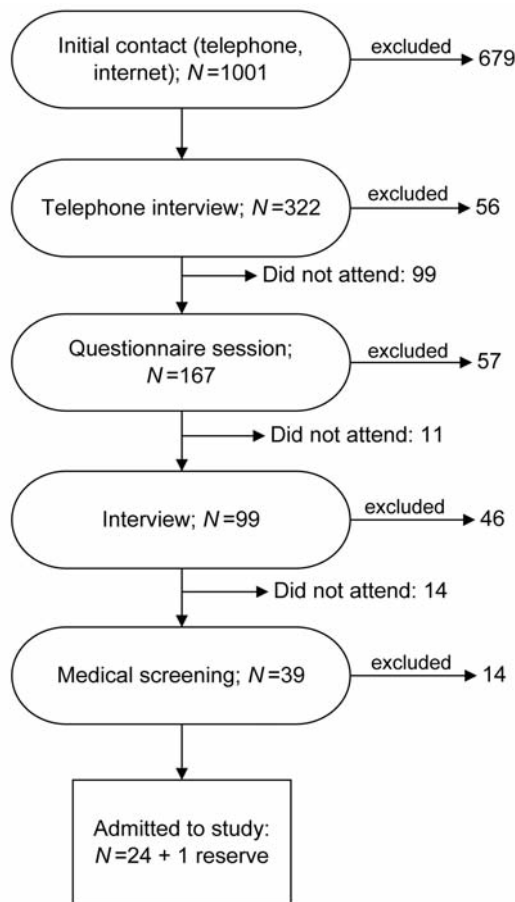 Initial contact (telephone,
internet); N=1001
excluded
679
Telephone interview; N=322
excluded
56
Did not attend: 99
Questionnaire session;
N=167
excluded
57
Did not attend: 11
Interview; N=99
excluded
46
Did not attend: 14
Medical screening; N=39
excluded
14
Admitted to study:
N=24 + 1 reserve